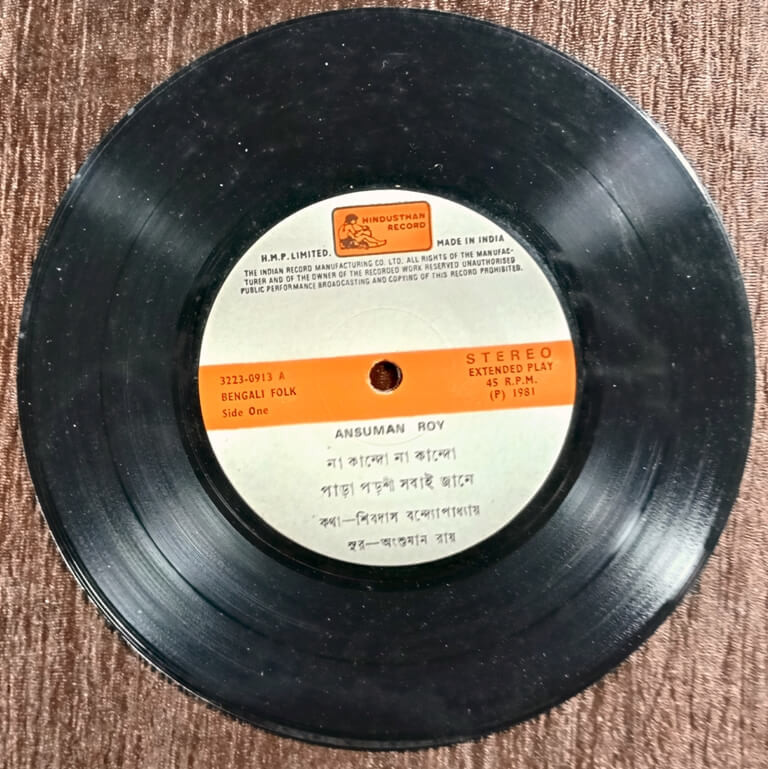 HINDUSTHAN
RECORD
H.M.P. LIMITED. MADE IN INDIA
THE INDIAN RECORD MANUFACTURING CO. LTD. ALL RIGHTS OF THE MANUFAC-
TURER AND OF THE OWNER OF THE RECORDED WORK RESERVED UNAUTHORISED
PUBLIC PERFORMANCE BROADCASTING AND COPYING OF THIS RECORD PROHIBITED.
3223-0913 A
BENGALI FOLK
Side One
STEREO
EXTENDED PLAY
45 R.P.M.
(P) 1981
ANSUMAN ROY
না কান্দো না কান্দো
পাড়া পড়শী সবাই জানে
কথা—শিবদাস বন্দ্যোপাধ্যায়
সুর—অংশুমান রায়